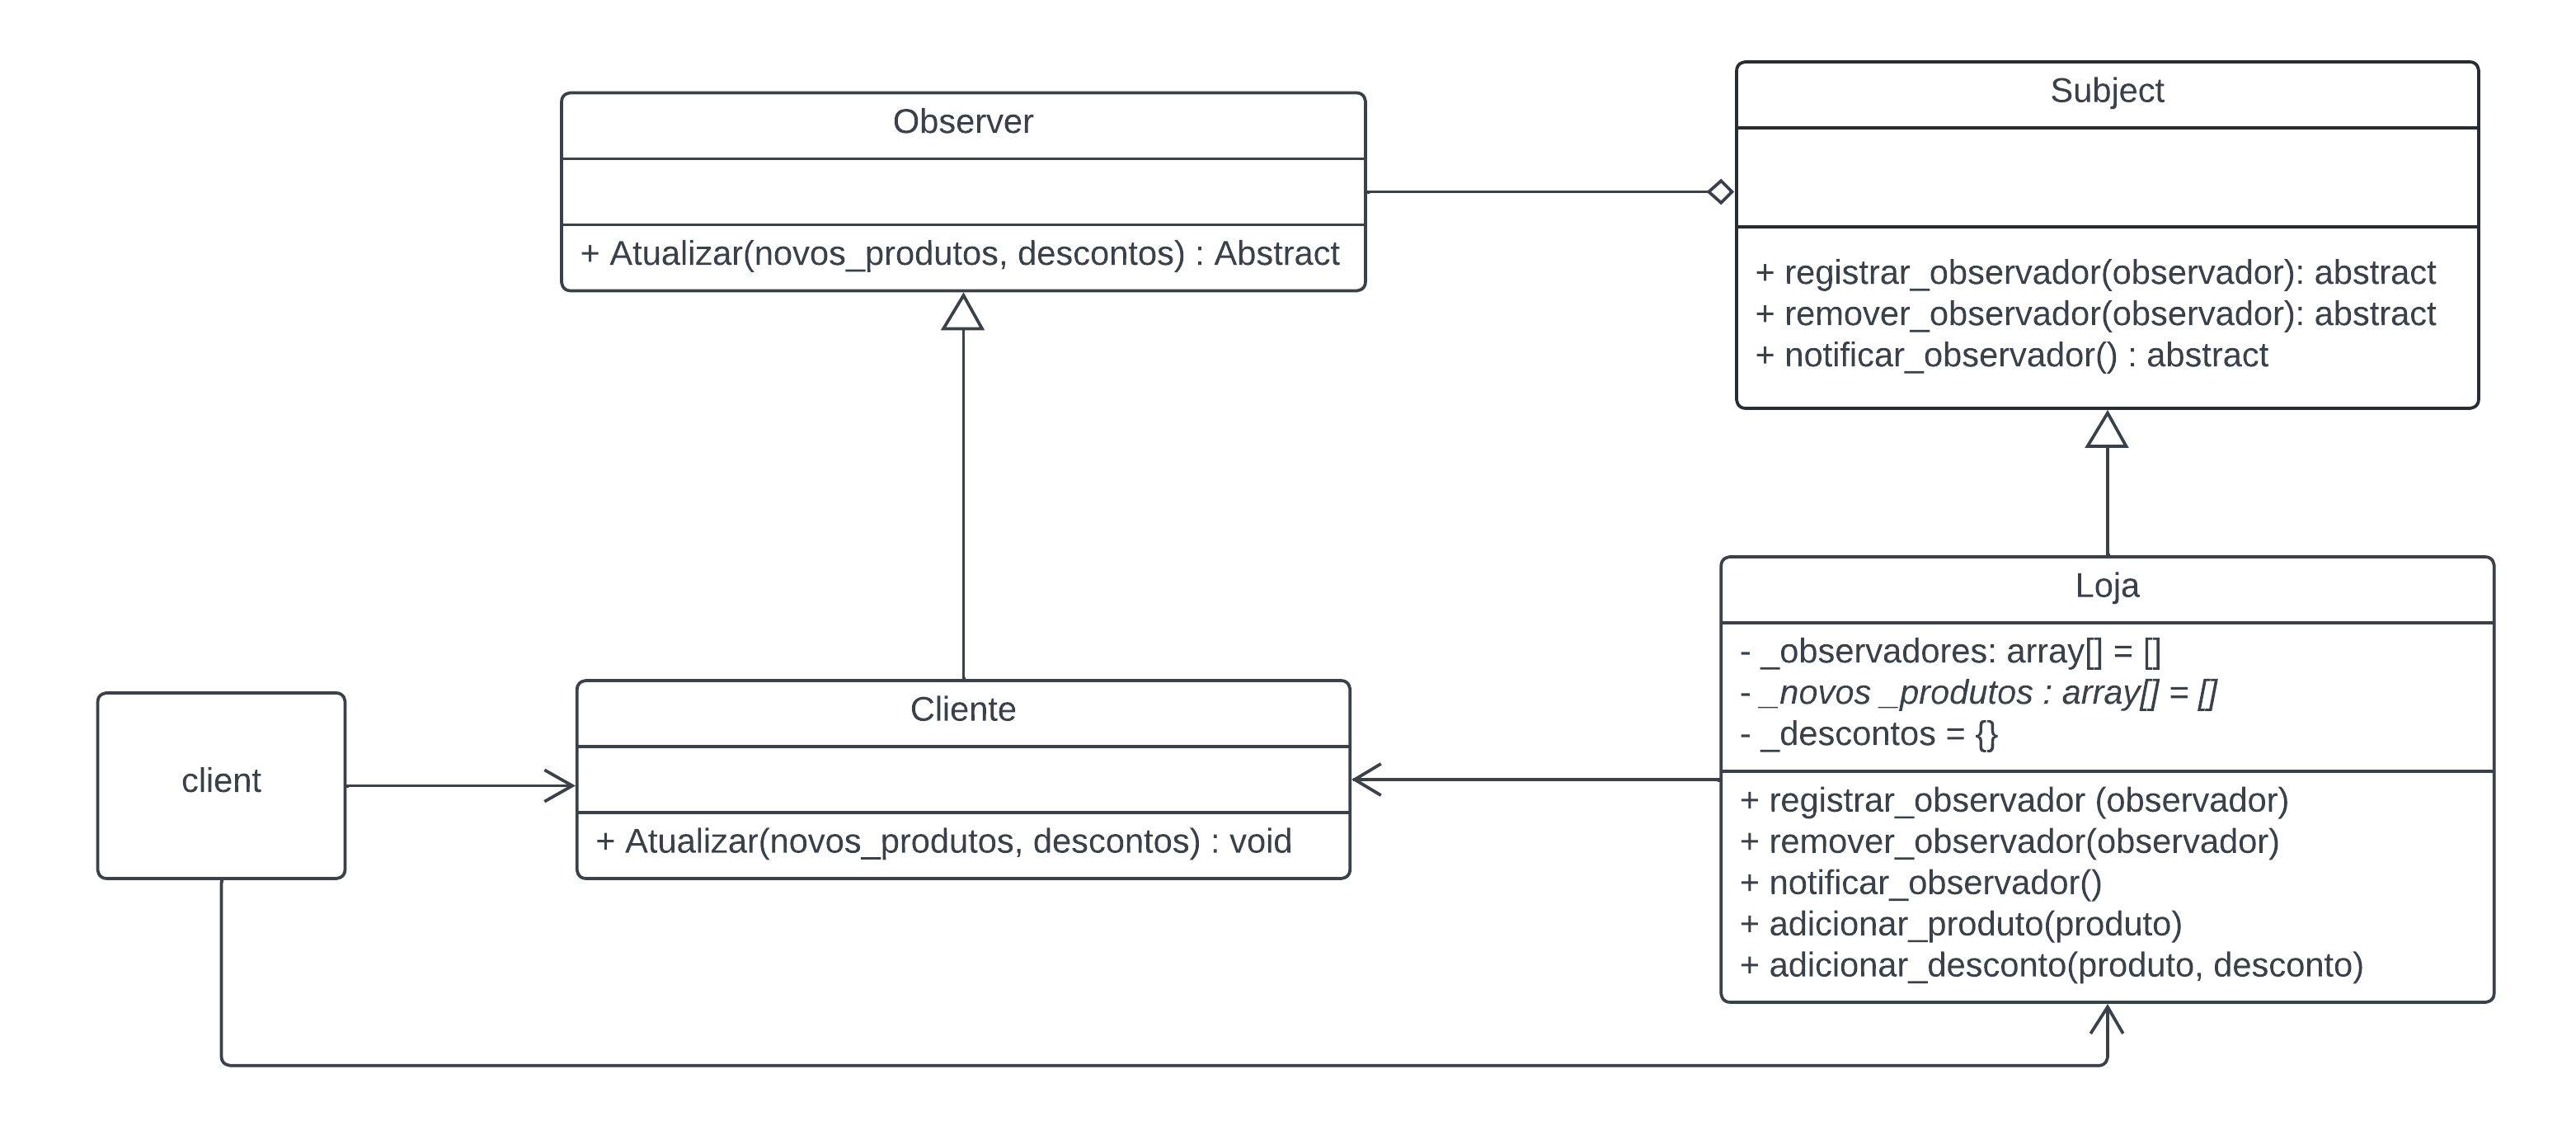 Observer
+ Atualizar(novos_produtos, descontos) : Abstract
Subject
+ registrar_observador(observador): abstract
+ remover_observador(observador): abstract
+ notificar_observador() : abstract
client
Cliente
+ Atualizar(novos_produtos, descontos) : void
Loja
- _observadores: array[] = []
- _novos _produtos : array[] = []
- _descontos = {}
+ registrar_observador (observador)
+ remover_observador(observador)
+ notificar_observador()
+ adicionar_produto(produto)
+ adicionar_desconto(produto, desconto)